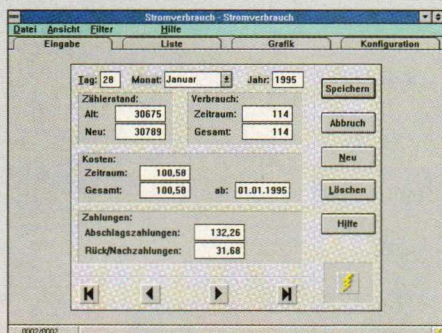 Stromverbrauch - Stromverbrauch
Datei Ansicht Filter Hilfe
Eingabe Liste Grafik Konfiguration
Tag: 28 Monat: Januar Jahr: 1995
Speichern
Zählerstand: Verbrauch:
Alt: 30675 Zeitraum: 114
Abbruch
Neu: 30789 Gesamt: 114
Neu
Kosten:
Zeitraum: 100,58
Gesamt: 100,58 ab: 01.01.1995
Löschen
Zahlungen:
Hilfe
Abschlagszahlungen: 132,26
Rück/Nachzahlungen: 31,68
0002/0002